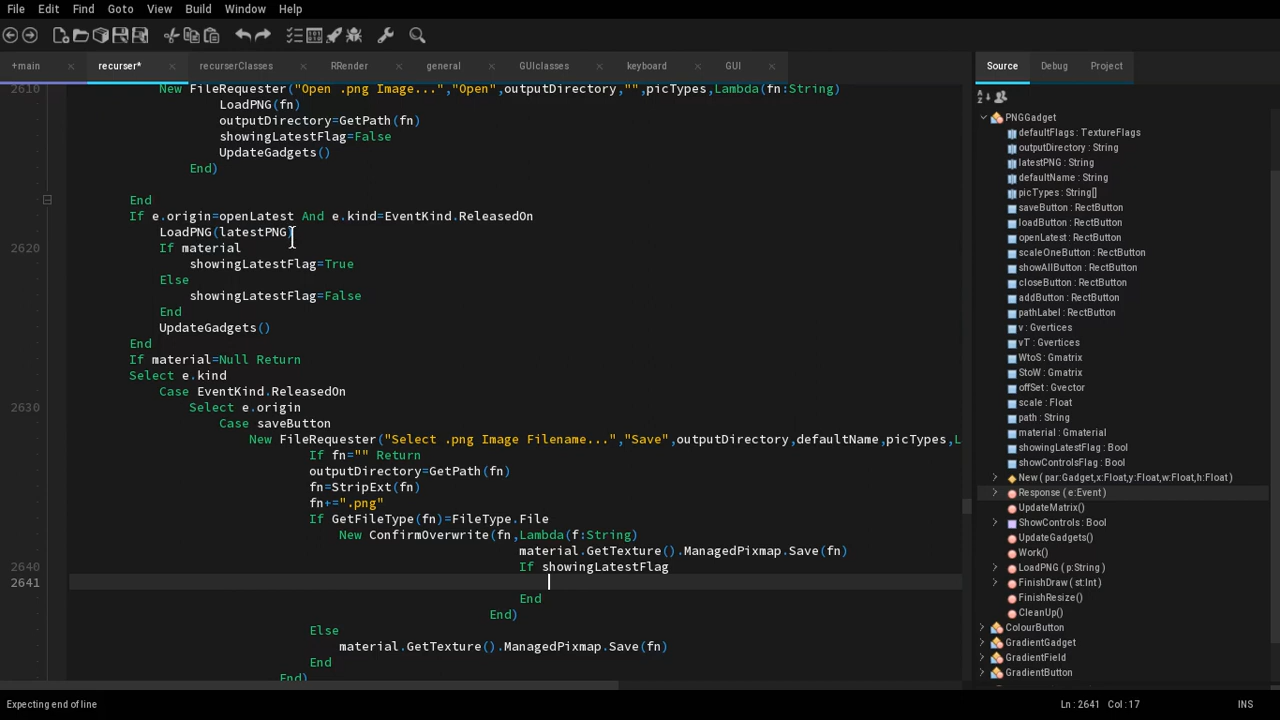 File Edit Find Goto View Build Window Help
+main recurser* recurserClasses RRender general GUIclasses keyboard GUI
Source Debug Project
2610 New FileRequester("Open .png Image...","Open",outputDirectory,"",picTypes,Lambda(fn:String)
LoadPNG(fn)
outputDirectory=GetPath(fn)
showingLatestFlag=False
UpdateGadgets()
End)
End
If e.origin=openLatest And e.kind=EventKind.ReleasedOn
LoadPNG(latestPNG)
2620 If material
showingLatestFlag=True
Else
showingLatestFlag=False
End
UpdateGadgets()
End
If material=Null Return
Select e.kind
Case EventKind.ReleasedOn
2630 Select e.origin
Case saveButton
New FileRequester("Select .png Image Filename...","Save",outputDirectory,defaultName,picTypes,L
If fn="" Return
outputDirectory=GetPath(fn)
fn=StripExt(fn)
fn+=".png"
If GetFileType(fn)=FileType.File
New ConfirmOverwrite(fn,Lambda(f:String)
material.GetTexture().ManagedPixmap.Save(fn)
2640 If showingLatestFlag
2641
End
End)
Else
material.GetTexture().ManagedPixmap.Save(fn)
End
End)
PNGGadget
defaultFlags : TextureFlags
outputDirectory : String
latestPNG : String
defaultName : String
picTypes : String[]
saveButton : RectButton
loadButton : RectButton
openLatest : RectButton
scaleOneButton : RectButton
showAllButton : RectButton
closeButton : RectButton
addButton : RectButton
pathLabel : RectButton
v : Gvertices
vT : Gvertices
WtoS : Gmatrix
StoW : Gmatrix
offSet : Gvector
scale : Float
path : String
material : Gmaterial
showingLatestFlag : Bool
showControlsFlag : Bool
New ( par:Gadget,x:Float,y:Float,w:Float,h:Float )
Response ( e:Event )
UpdateMatrix()
ShowControls : Bool
UpdateGadgets()
Work()
LoadPNG ( p:String )
FinishDraw ( st:Int )
FinishResize()
CleanUp()
ColourButton
GradientGadget
GradientField
GradientButton
Expecting end of line
Ln : 2641 Col : 17 INS